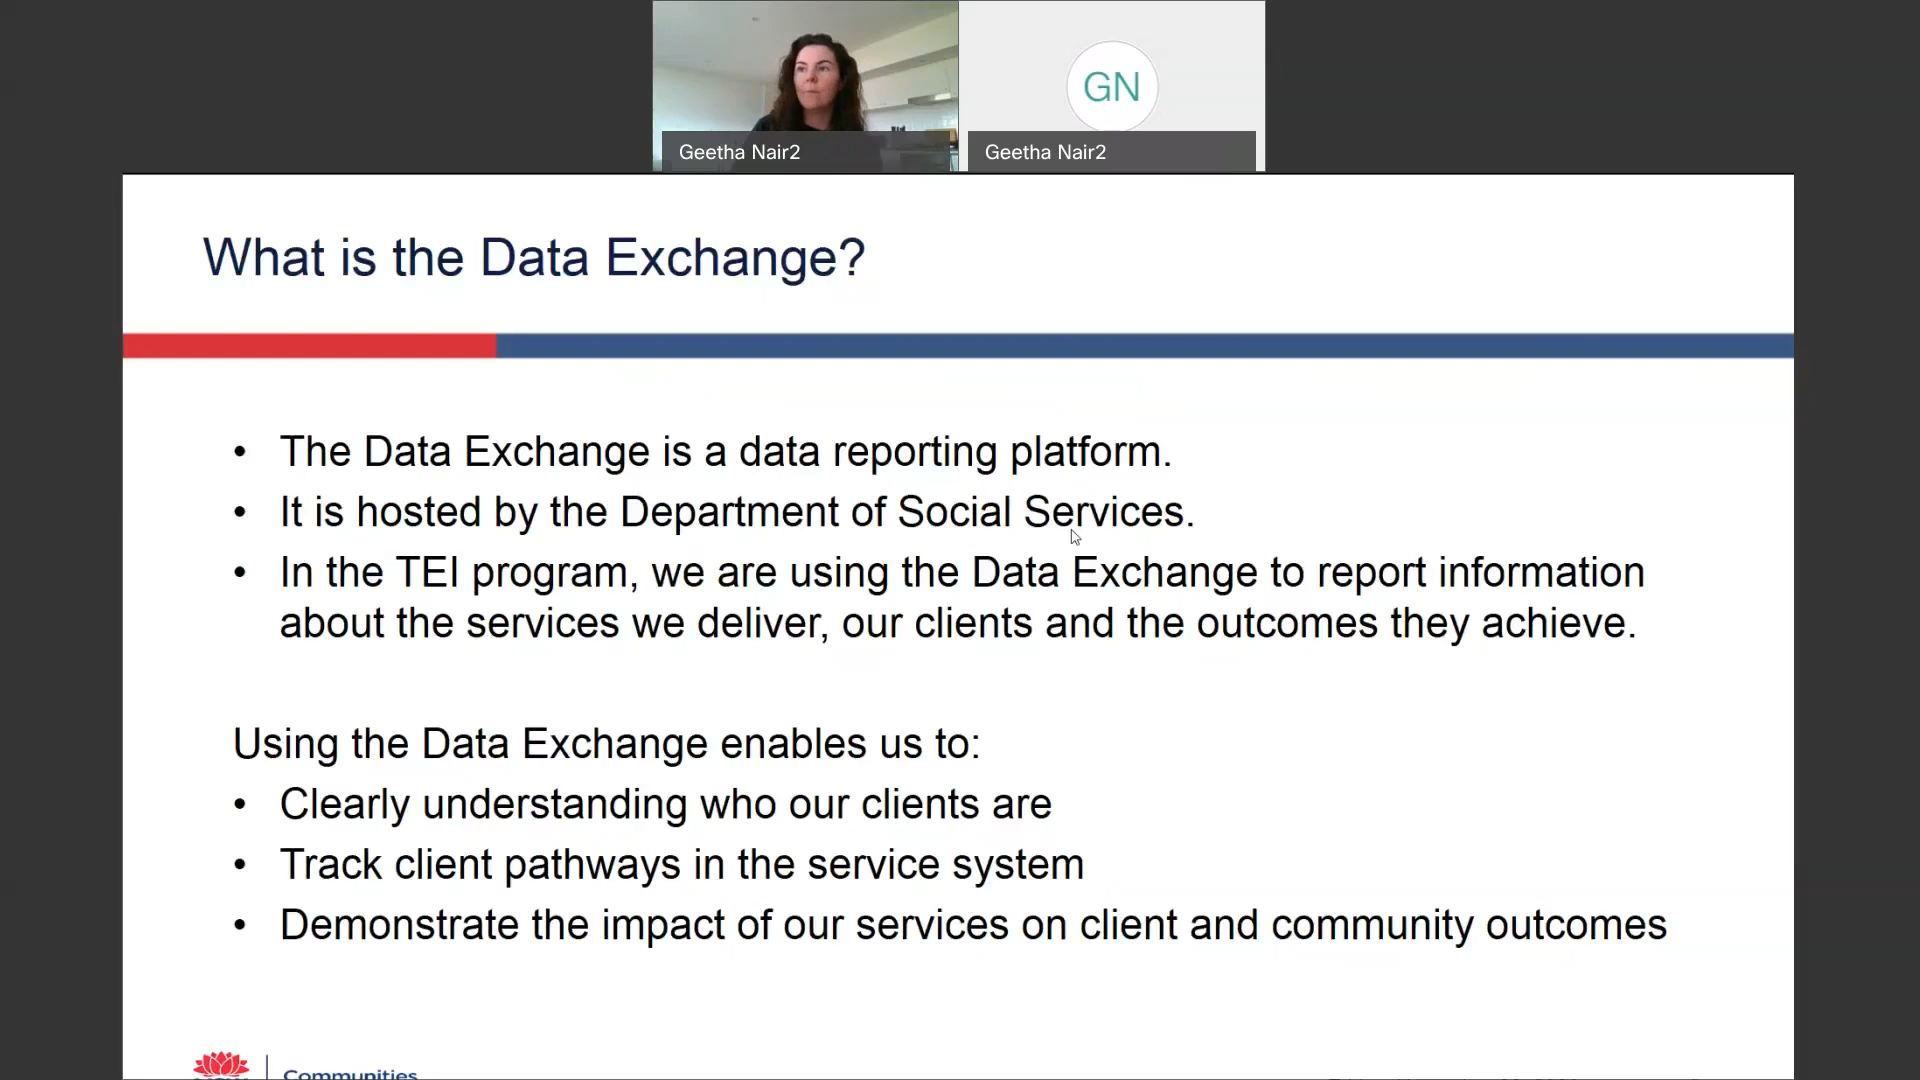 GN
Geetha Nair2
Geetha Nair2
What is the Data Exchange?
• The Data Exchange is a data reporting platform.
• It is hosted by the Department of Social Services.
• In the TEI program, we are using the Data Exchange to report information
about the services we deliver, our clients and the outcomes they achieve.
Using the Data Exchange enables us to:
• Clearly understanding who our clients are
• Track client pathways in the service system
• Demonstrate the impact of our services on client and community outcomes
Communities